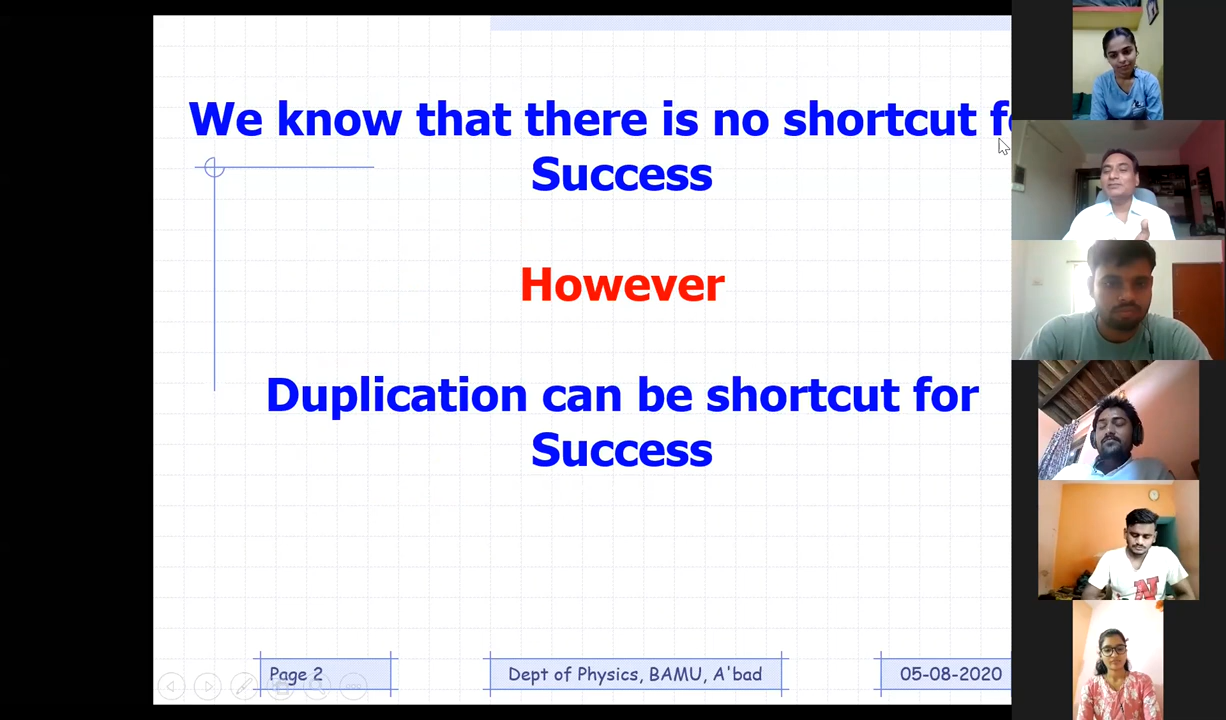 We know that there is no shortcut
Success
However
Duplication can be shortcut for
Success
Page 2
Dept of Physics, BAMU, A'bad
05-08-2020
N